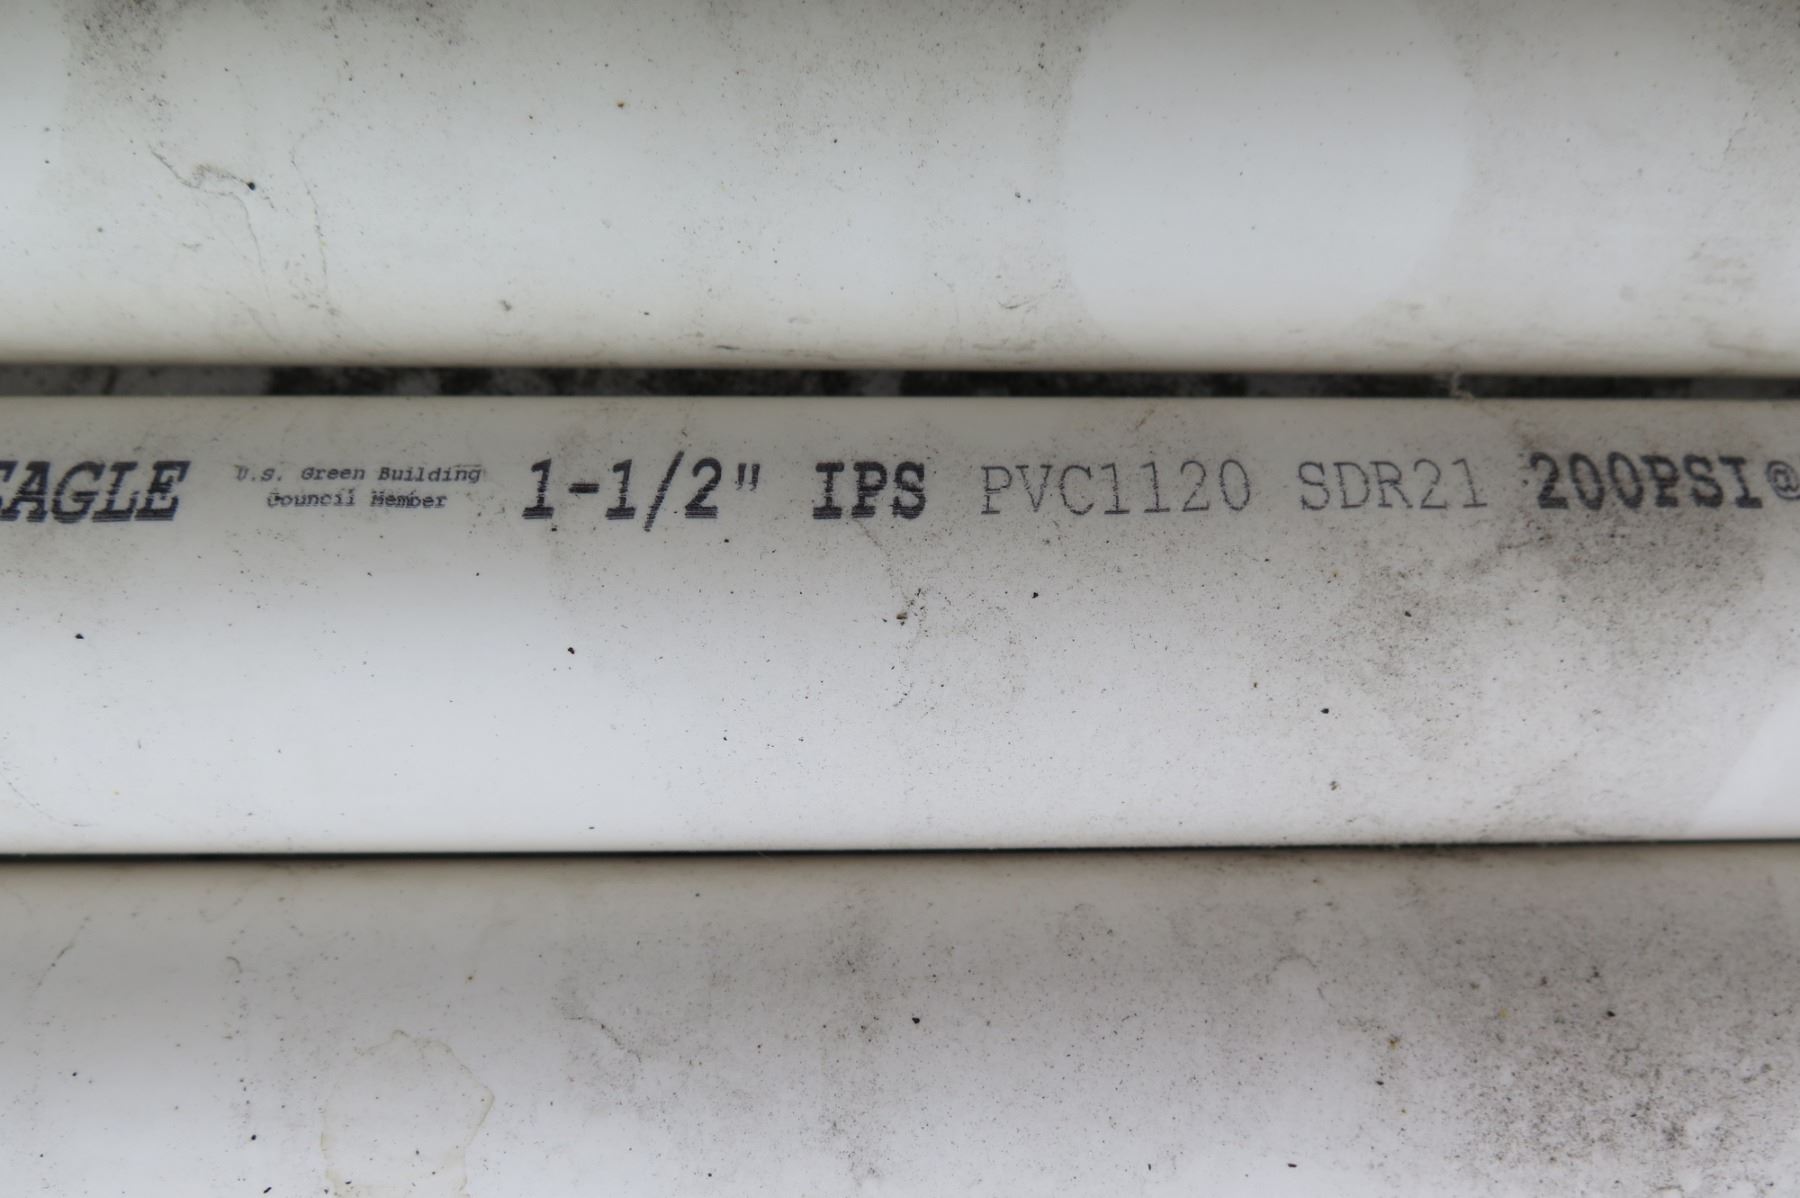 EAGLE U.S. Green Building
Council Member
1-1/2" IPS PVC1120 SDR21 200PSI@